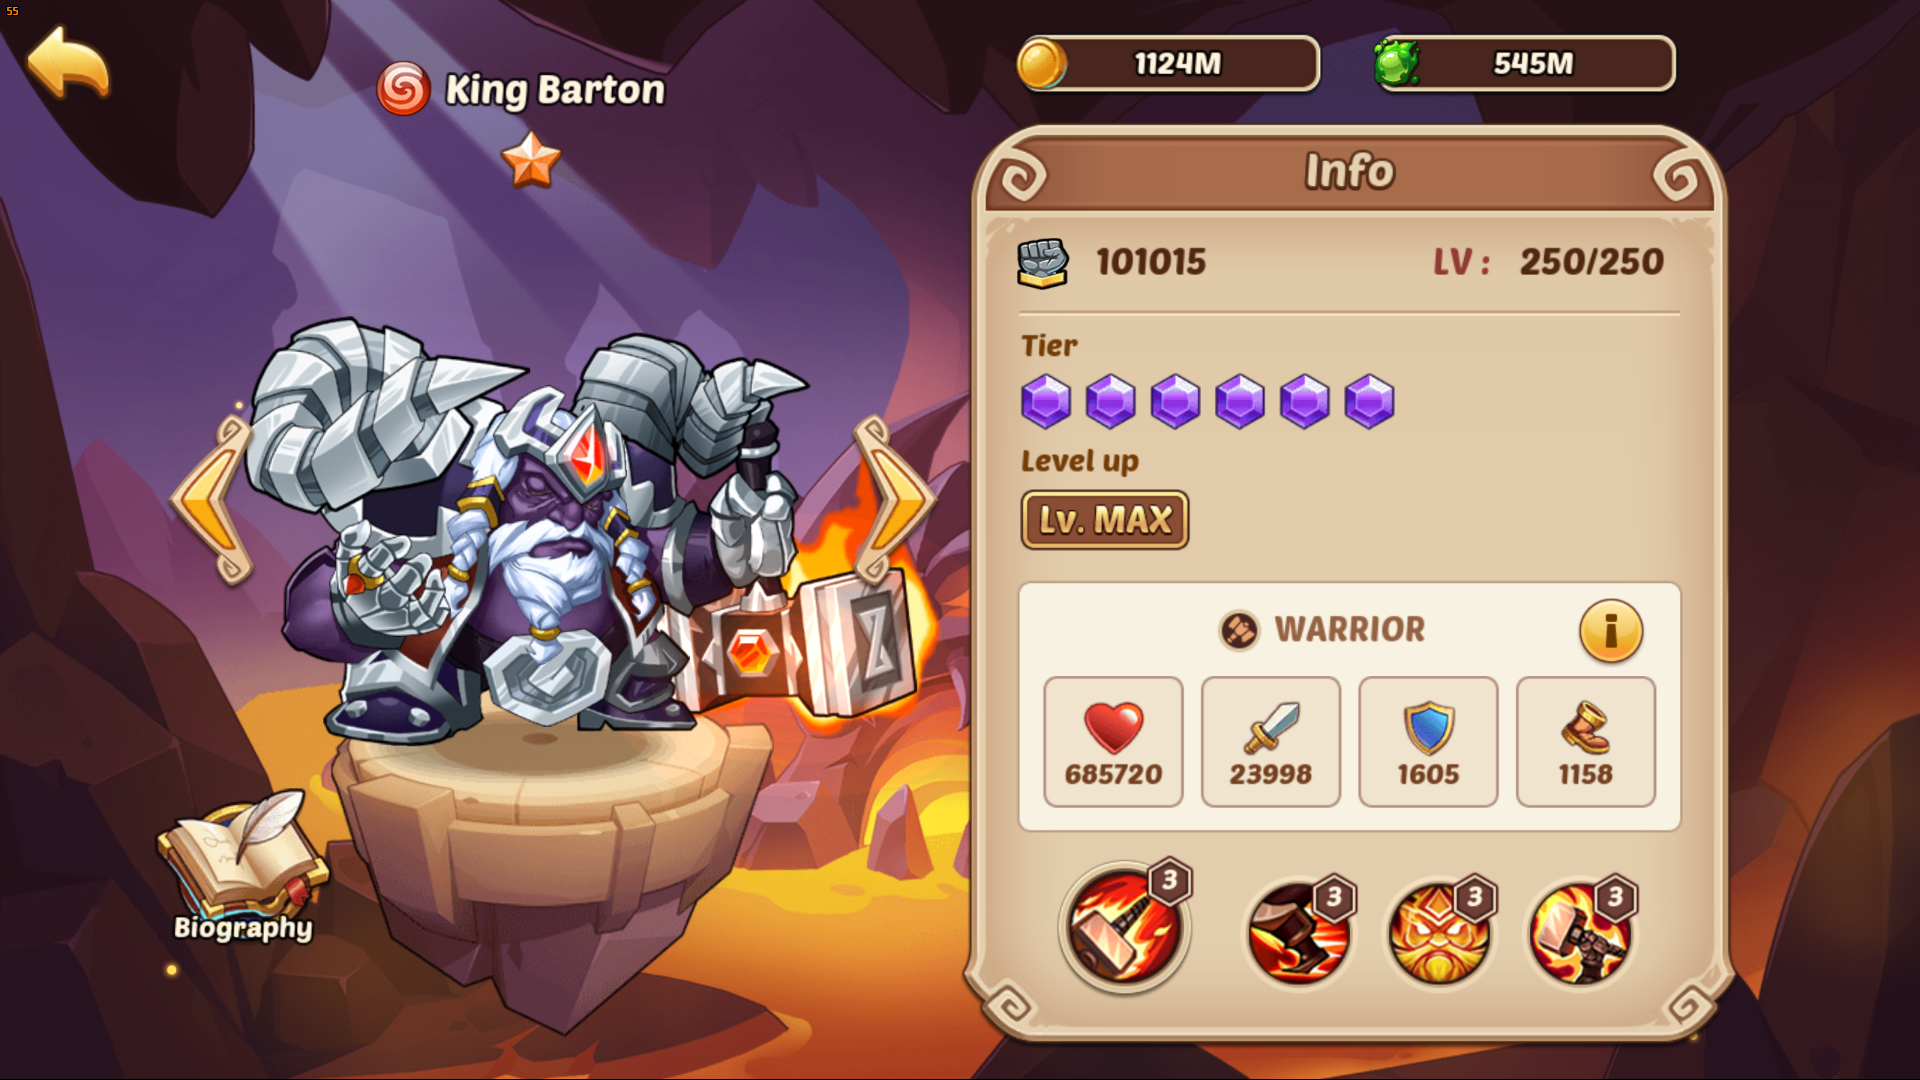 55
King Barton
1124M
545M
Info
101015
LV : 250/250
Tier
Level up
Lv. MAX
WARRIOR
685720
23998
1605
1158
3
3
3
3
Biography